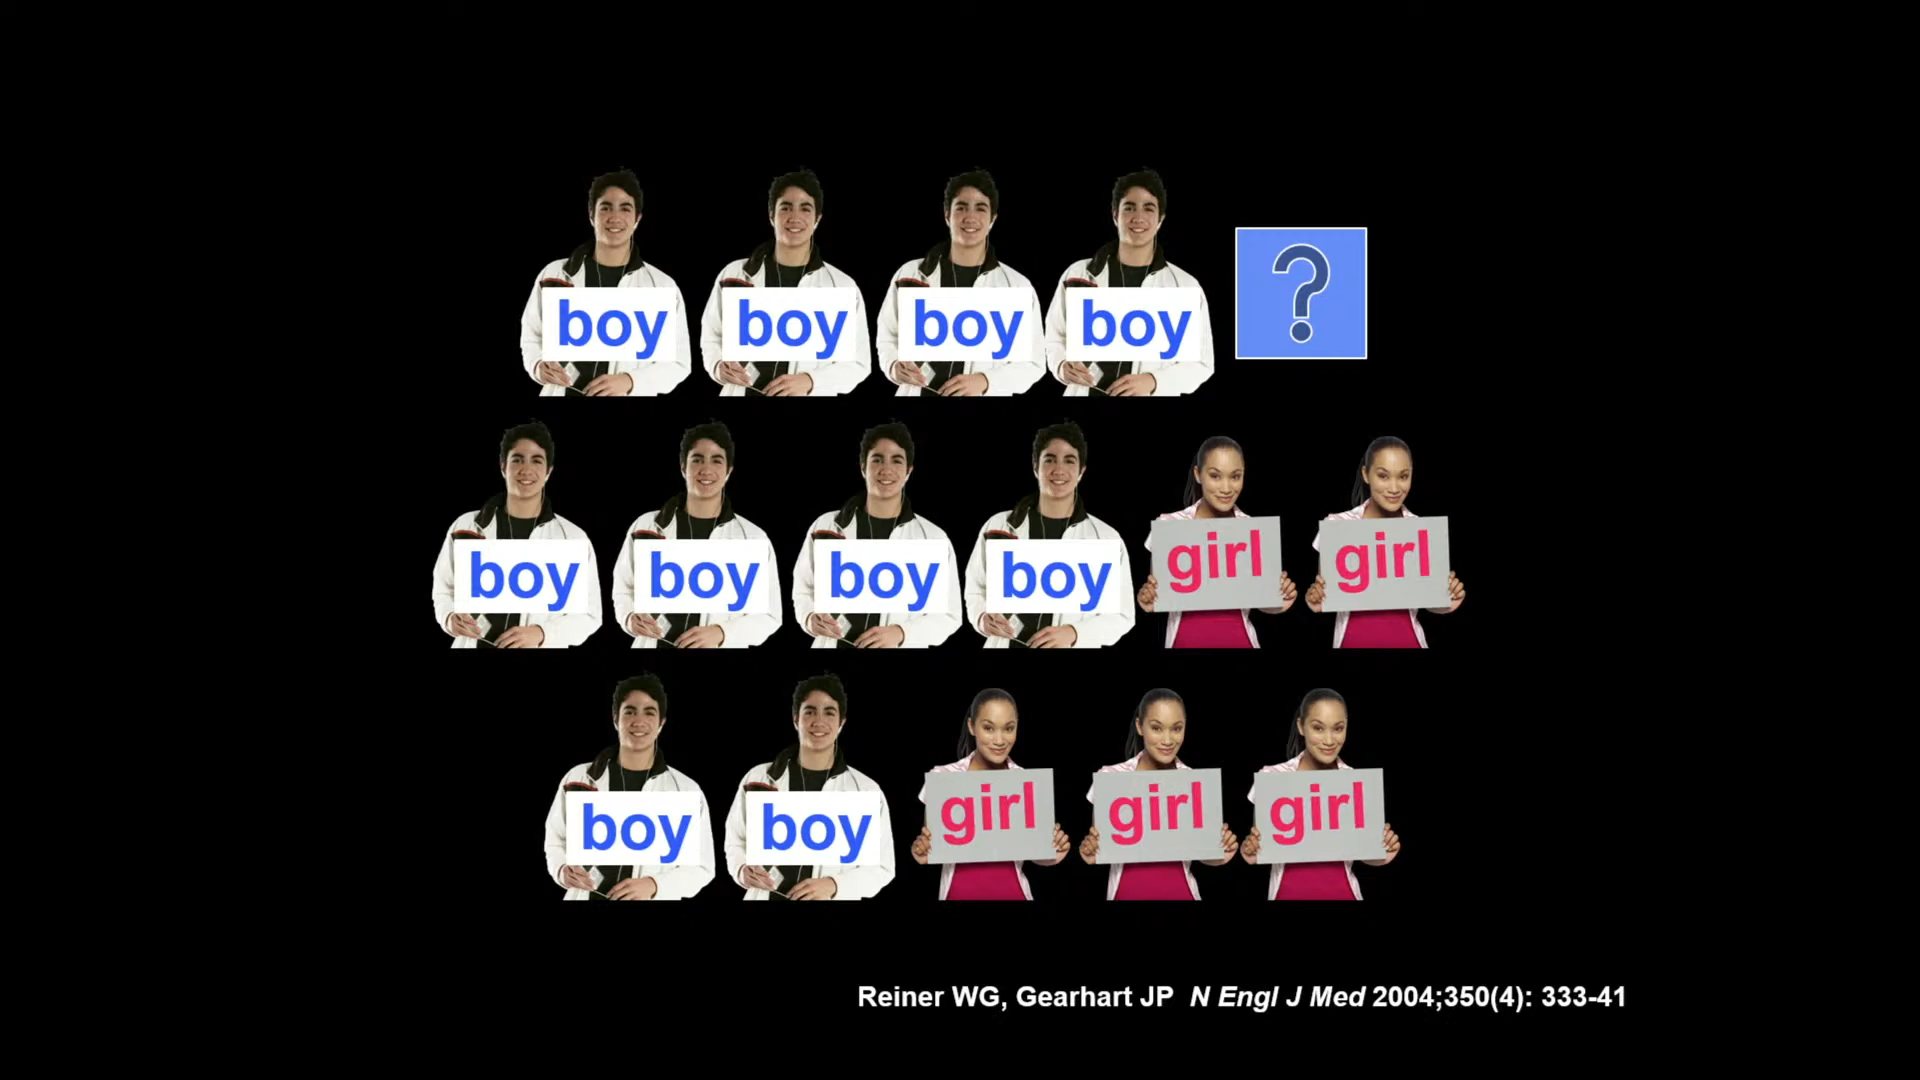 boy boy boy boy ?
boy boy boy boy girl girl
boy boy girl girl girl
Reiner WG, Gearhart JP N Engl J Med 2004;350(4): 333-41